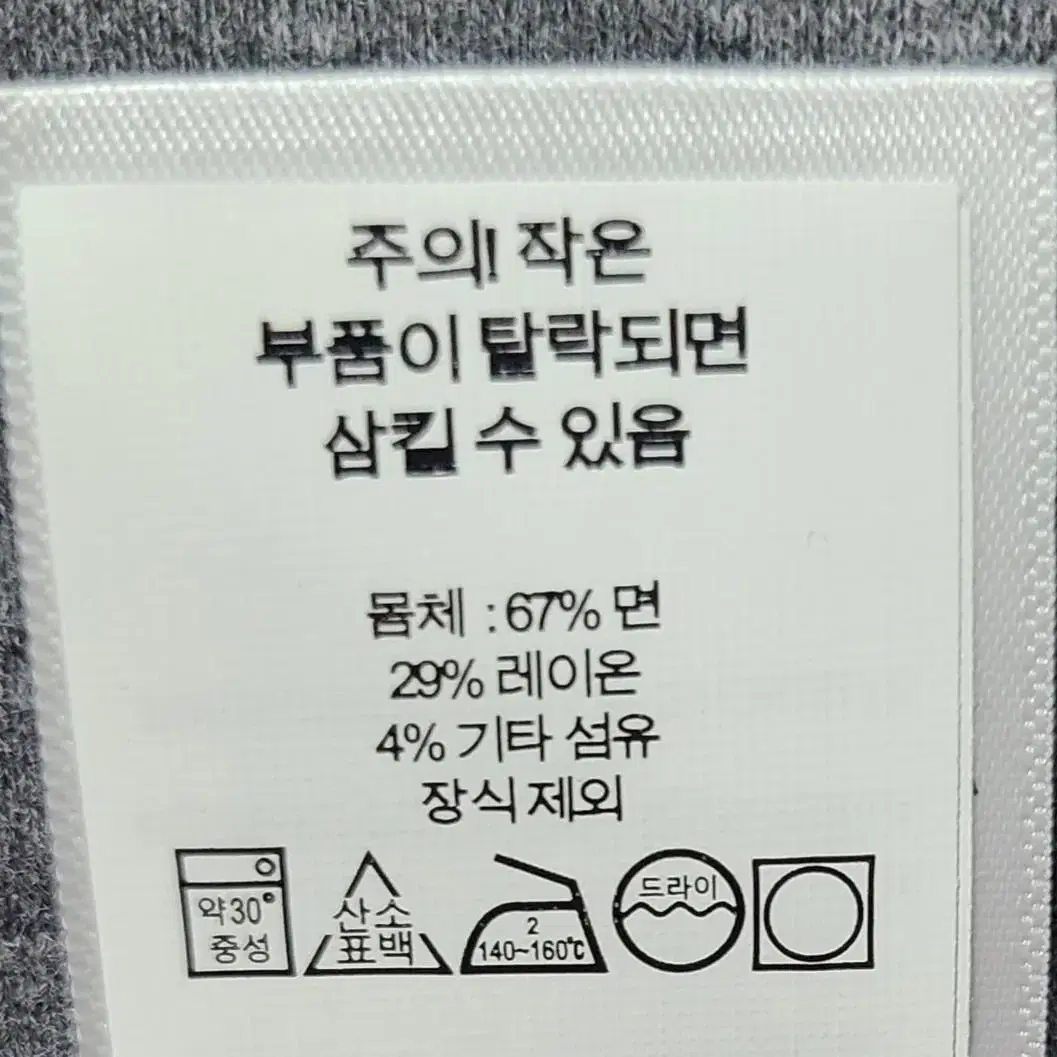 주의! 작은
부품이 탈락되면
삼킬 수 있음
몸체 : 67% 면
29% 레이온
4% 기타 섬유
장식 제외
약 30°
중성
산소
표백
2
140~160℃
드라이